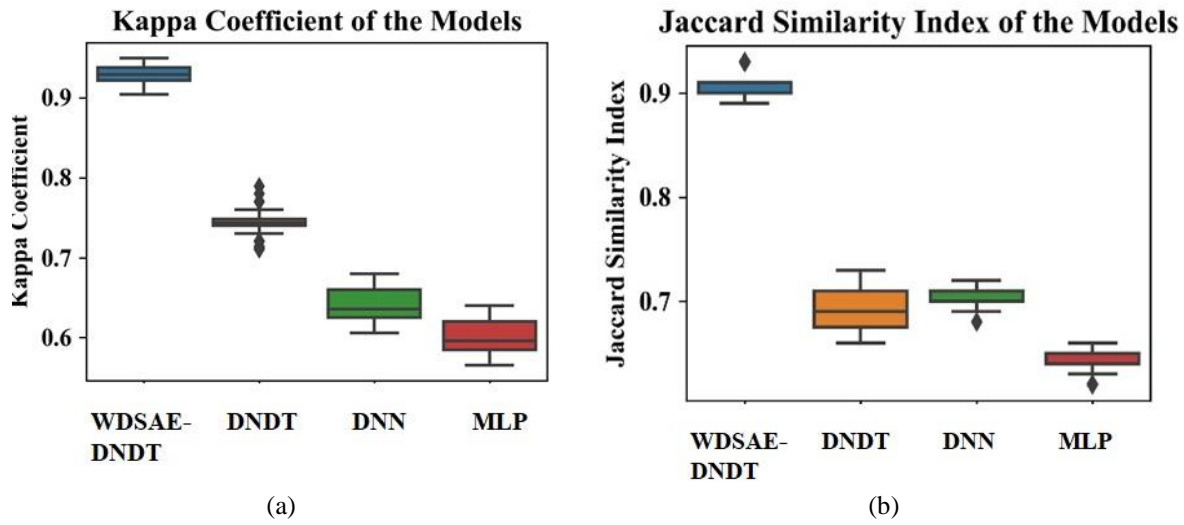 Kappa Coefficient of the Models
Kappa Coefficient
0.9
0.8
0.7
0.6
WDSAE-
DNDT
DNDT
DNN
MLP
(a)
Jaccard Similarity Index of the Models
Jaccard Similarity Index
0.9
0.8
0.7
WDSAE-
DNDT
DNDT
DNN
MLP
(b)